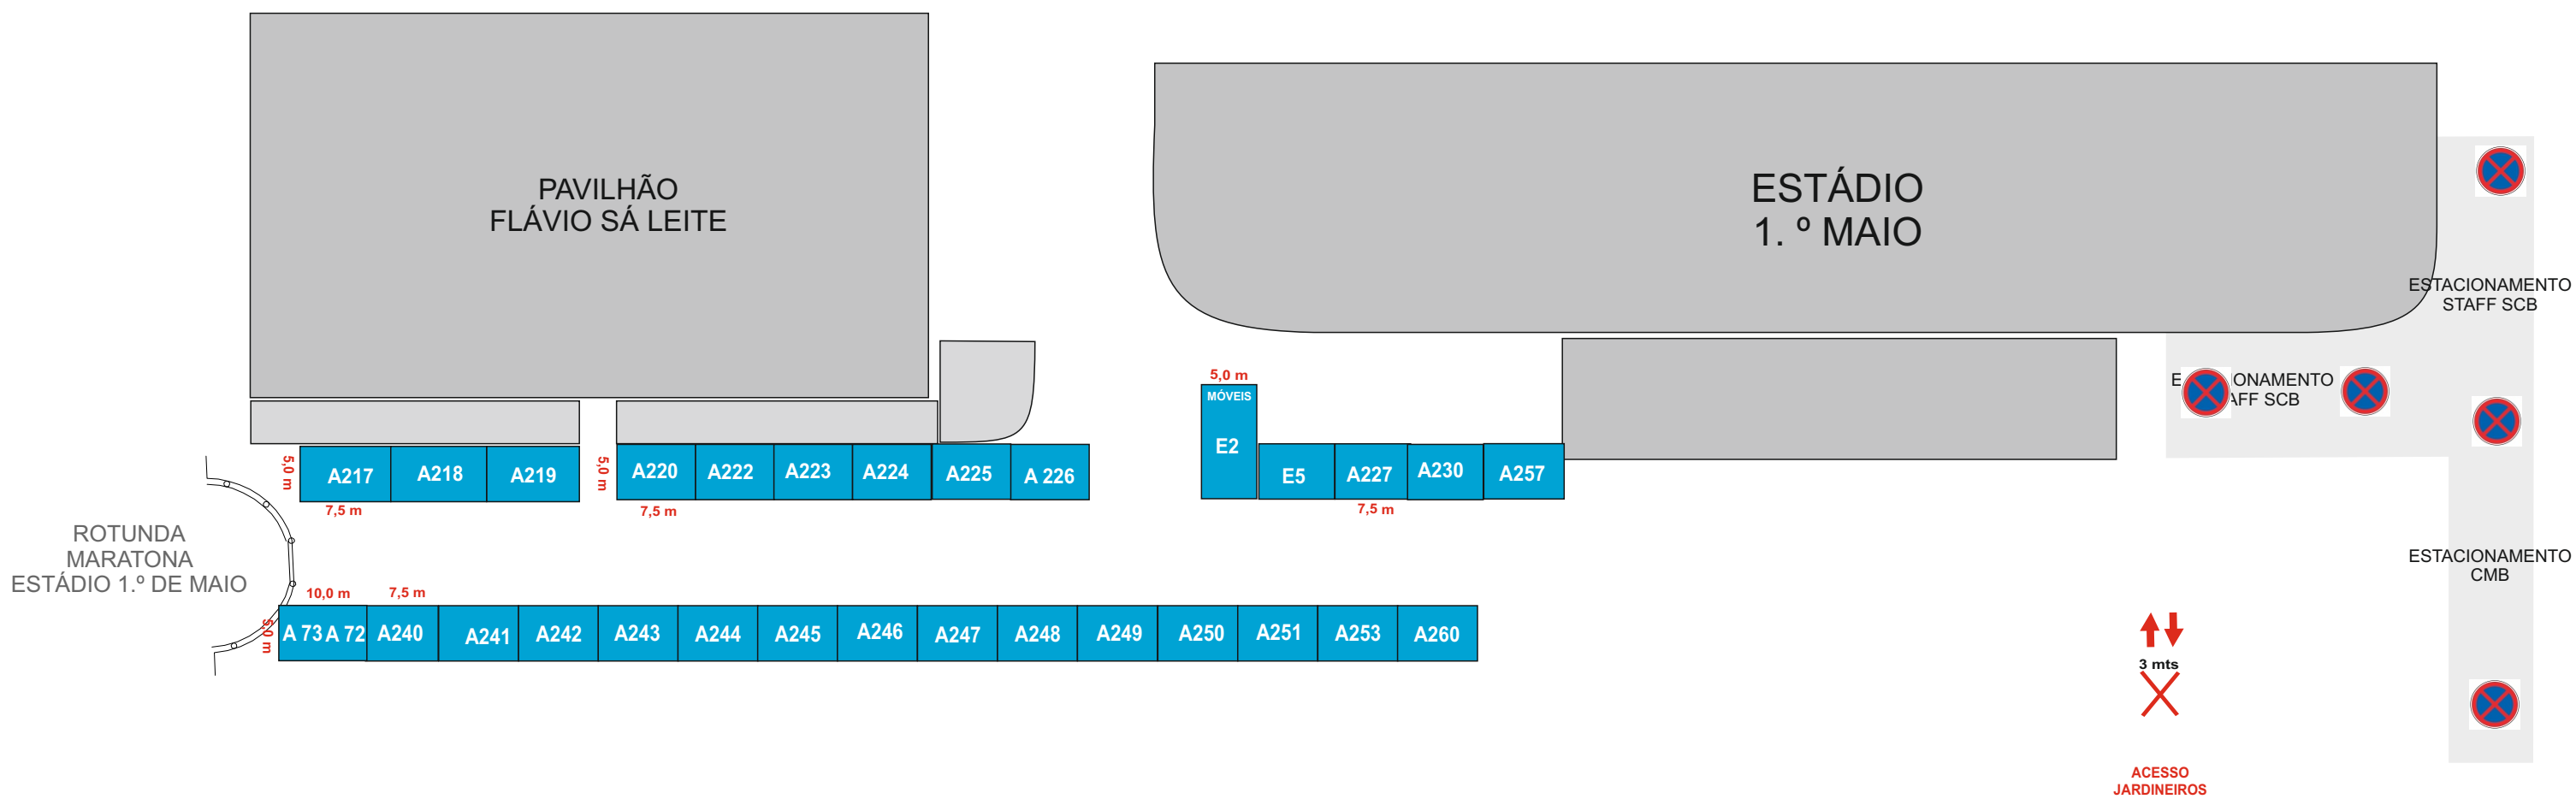 PAVILHÃO
FLÁVIO SÁ LEITE
ESTÁDIO
1. º MAIO
ESTACIONAMENTO
STAFF SCB
E IONAMENTO
AFF SCB
5,0 m
MÓVEIS
E2
5,0 m
A217
A218
A219
7,5 m
5,0 m
A220
A222
A223
A224
A225
A 226
7,5 m
E5
A227
A230
A257
7,5 m
ROTUNDA
MARATONA
ESTÁDIO 1.º DE MAIO
ESTACIONAMENTO
CMB
10,0 m
7,5 m
5,0 m
A 73 A 72
A240
A241
A242
A243
A244
A245
A246
A247
A248
A249
A250
A251
A253
A260
3 mts
ACESSO
JARDINEIROS